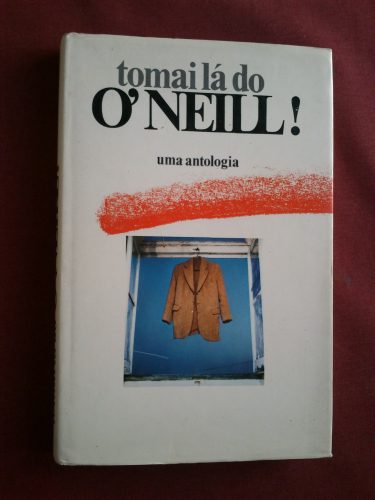 tomai lá do
O'NEILL!
uma antologia